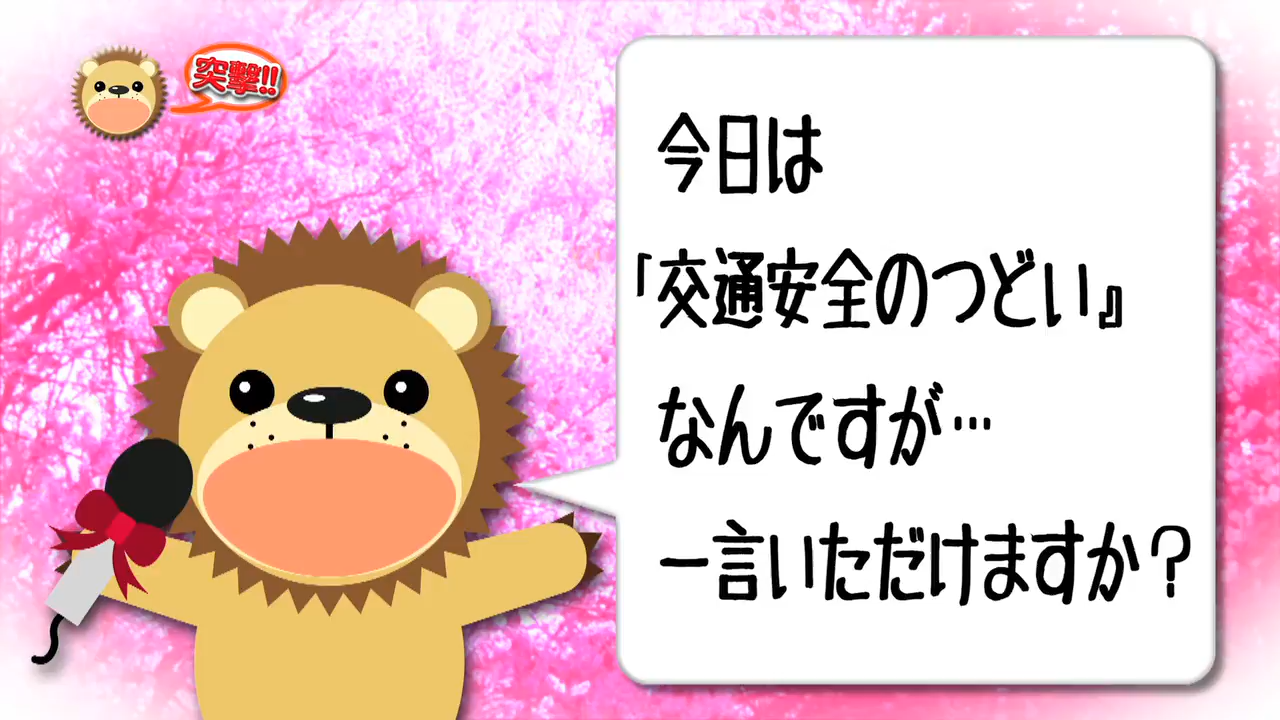 突撃!!
今日は
「交通安全のつどい』
なんですが…
一言いただけますか?